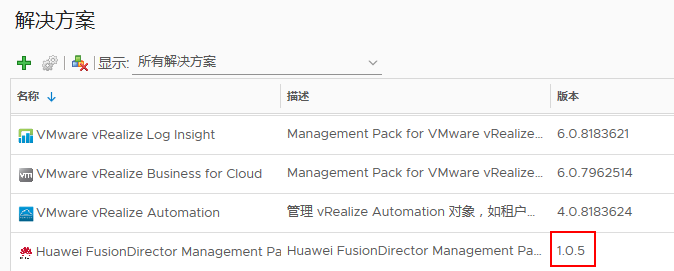 解决方案
显示: 所有解决方案
名称 描述 版本
VMware vRealize Log Insight Management Pack for VMware vRealize... 6.0.8183621
vm VMware vRealize Business for Cloud Management Pack for VMware vRealize... 6.0.7962514
VMware vRealize Automation 管理 vRealize Automation 对象，如租户... 4.0.8183624
Huawei FusionDirector Management Pa Huawei FusionDirector Management Pa... 1.0.5